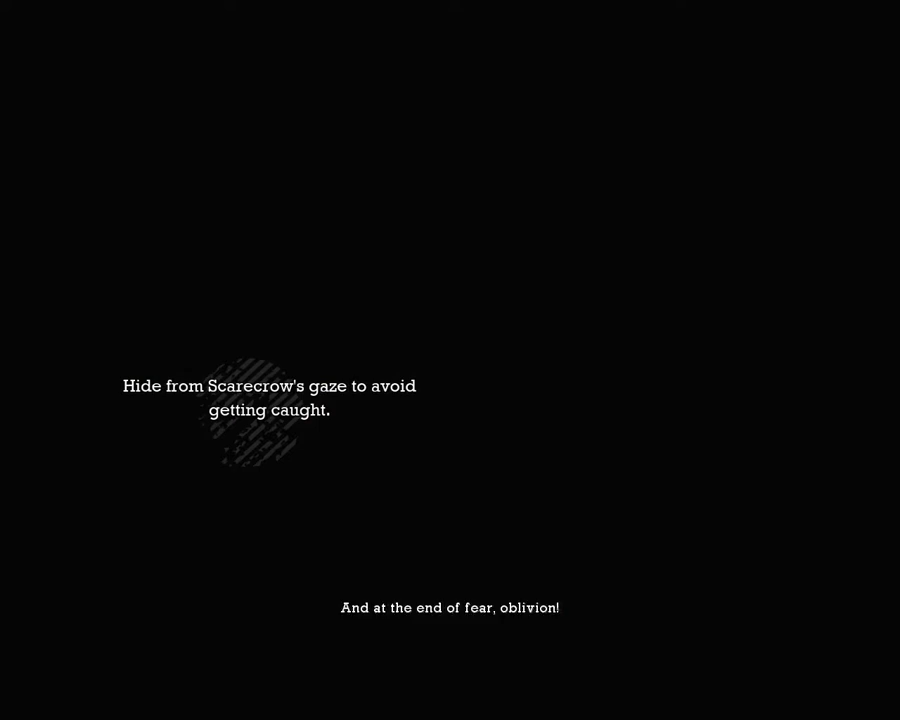 Hide from Scarecrow's gaze to avoid
getting caught.
And at the end of fear, oblivion!